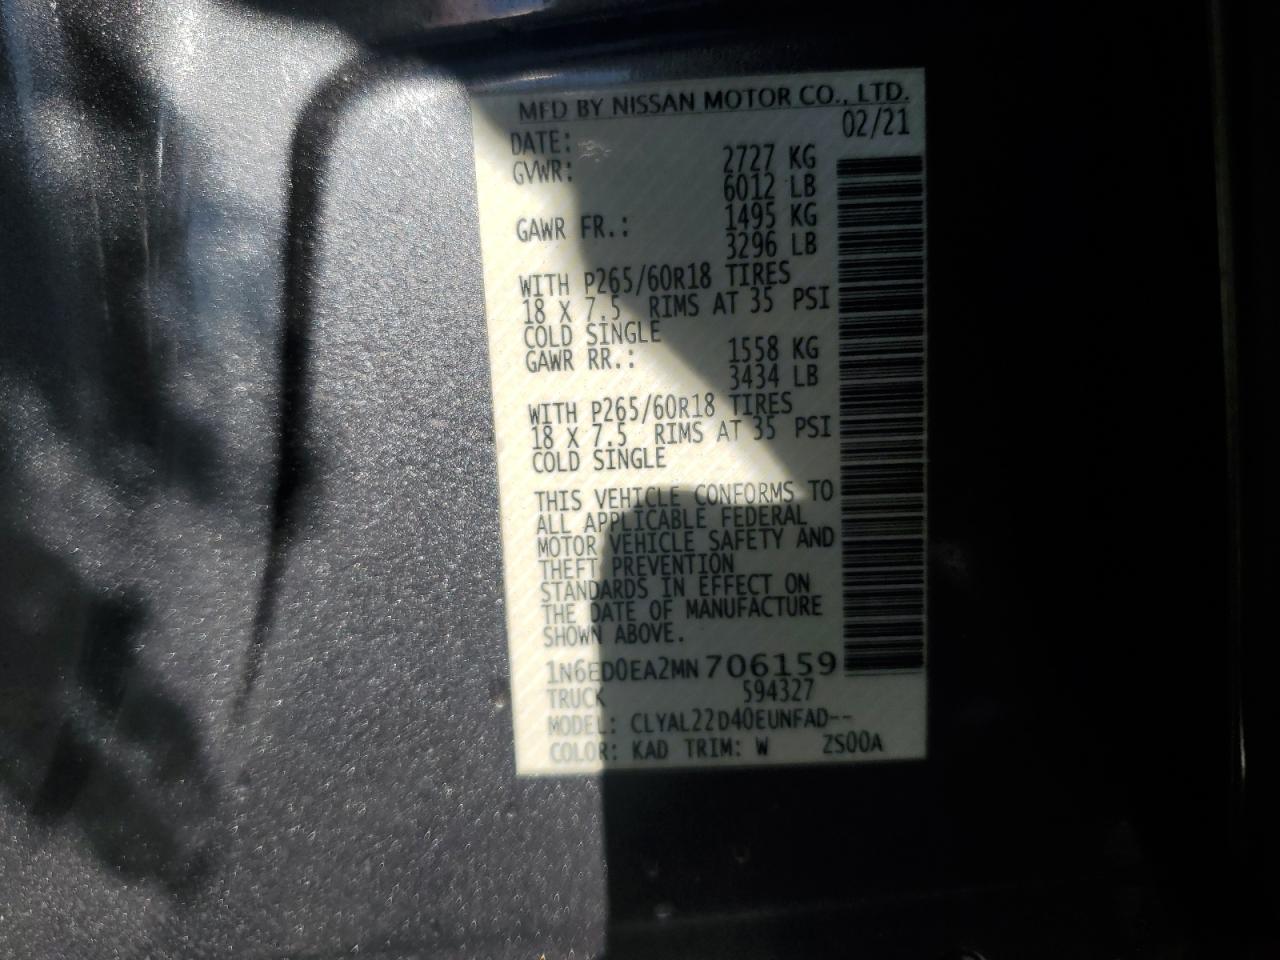 MFD BY NISSAN MOTOR CO., LTD.
DATE: 02/21
GVWR: 2727 KG
6012 LB
GAWR FR.: 1495 KG
3296 LB
WITH P265/60R18 TIRES
18 X 7.5 RIMS AT 35 PSI
COLD SINGLE
GAWR RR.: 1558 KG
3434 LB
WITH P265/60R18 TIRES
18 X 7.5 RIMS AT 35 PSI
COLD SINGLE
THIS VEHICLE CONFORMS TO
ALL APPLICABLE FEDERAL
MOTOR VEHICLE SAFETY AND
THEFT PREVENTION
STANDARDS IN EFFECT ON
THE DATE OF MANUFACTURE
SHOWN ABOVE.
1N6ED0EA2MN706159
TRUCK 594327
MODEL: CLYAL22D40EUNFAD--
COLOR: KAD TRIM: W ZS00A